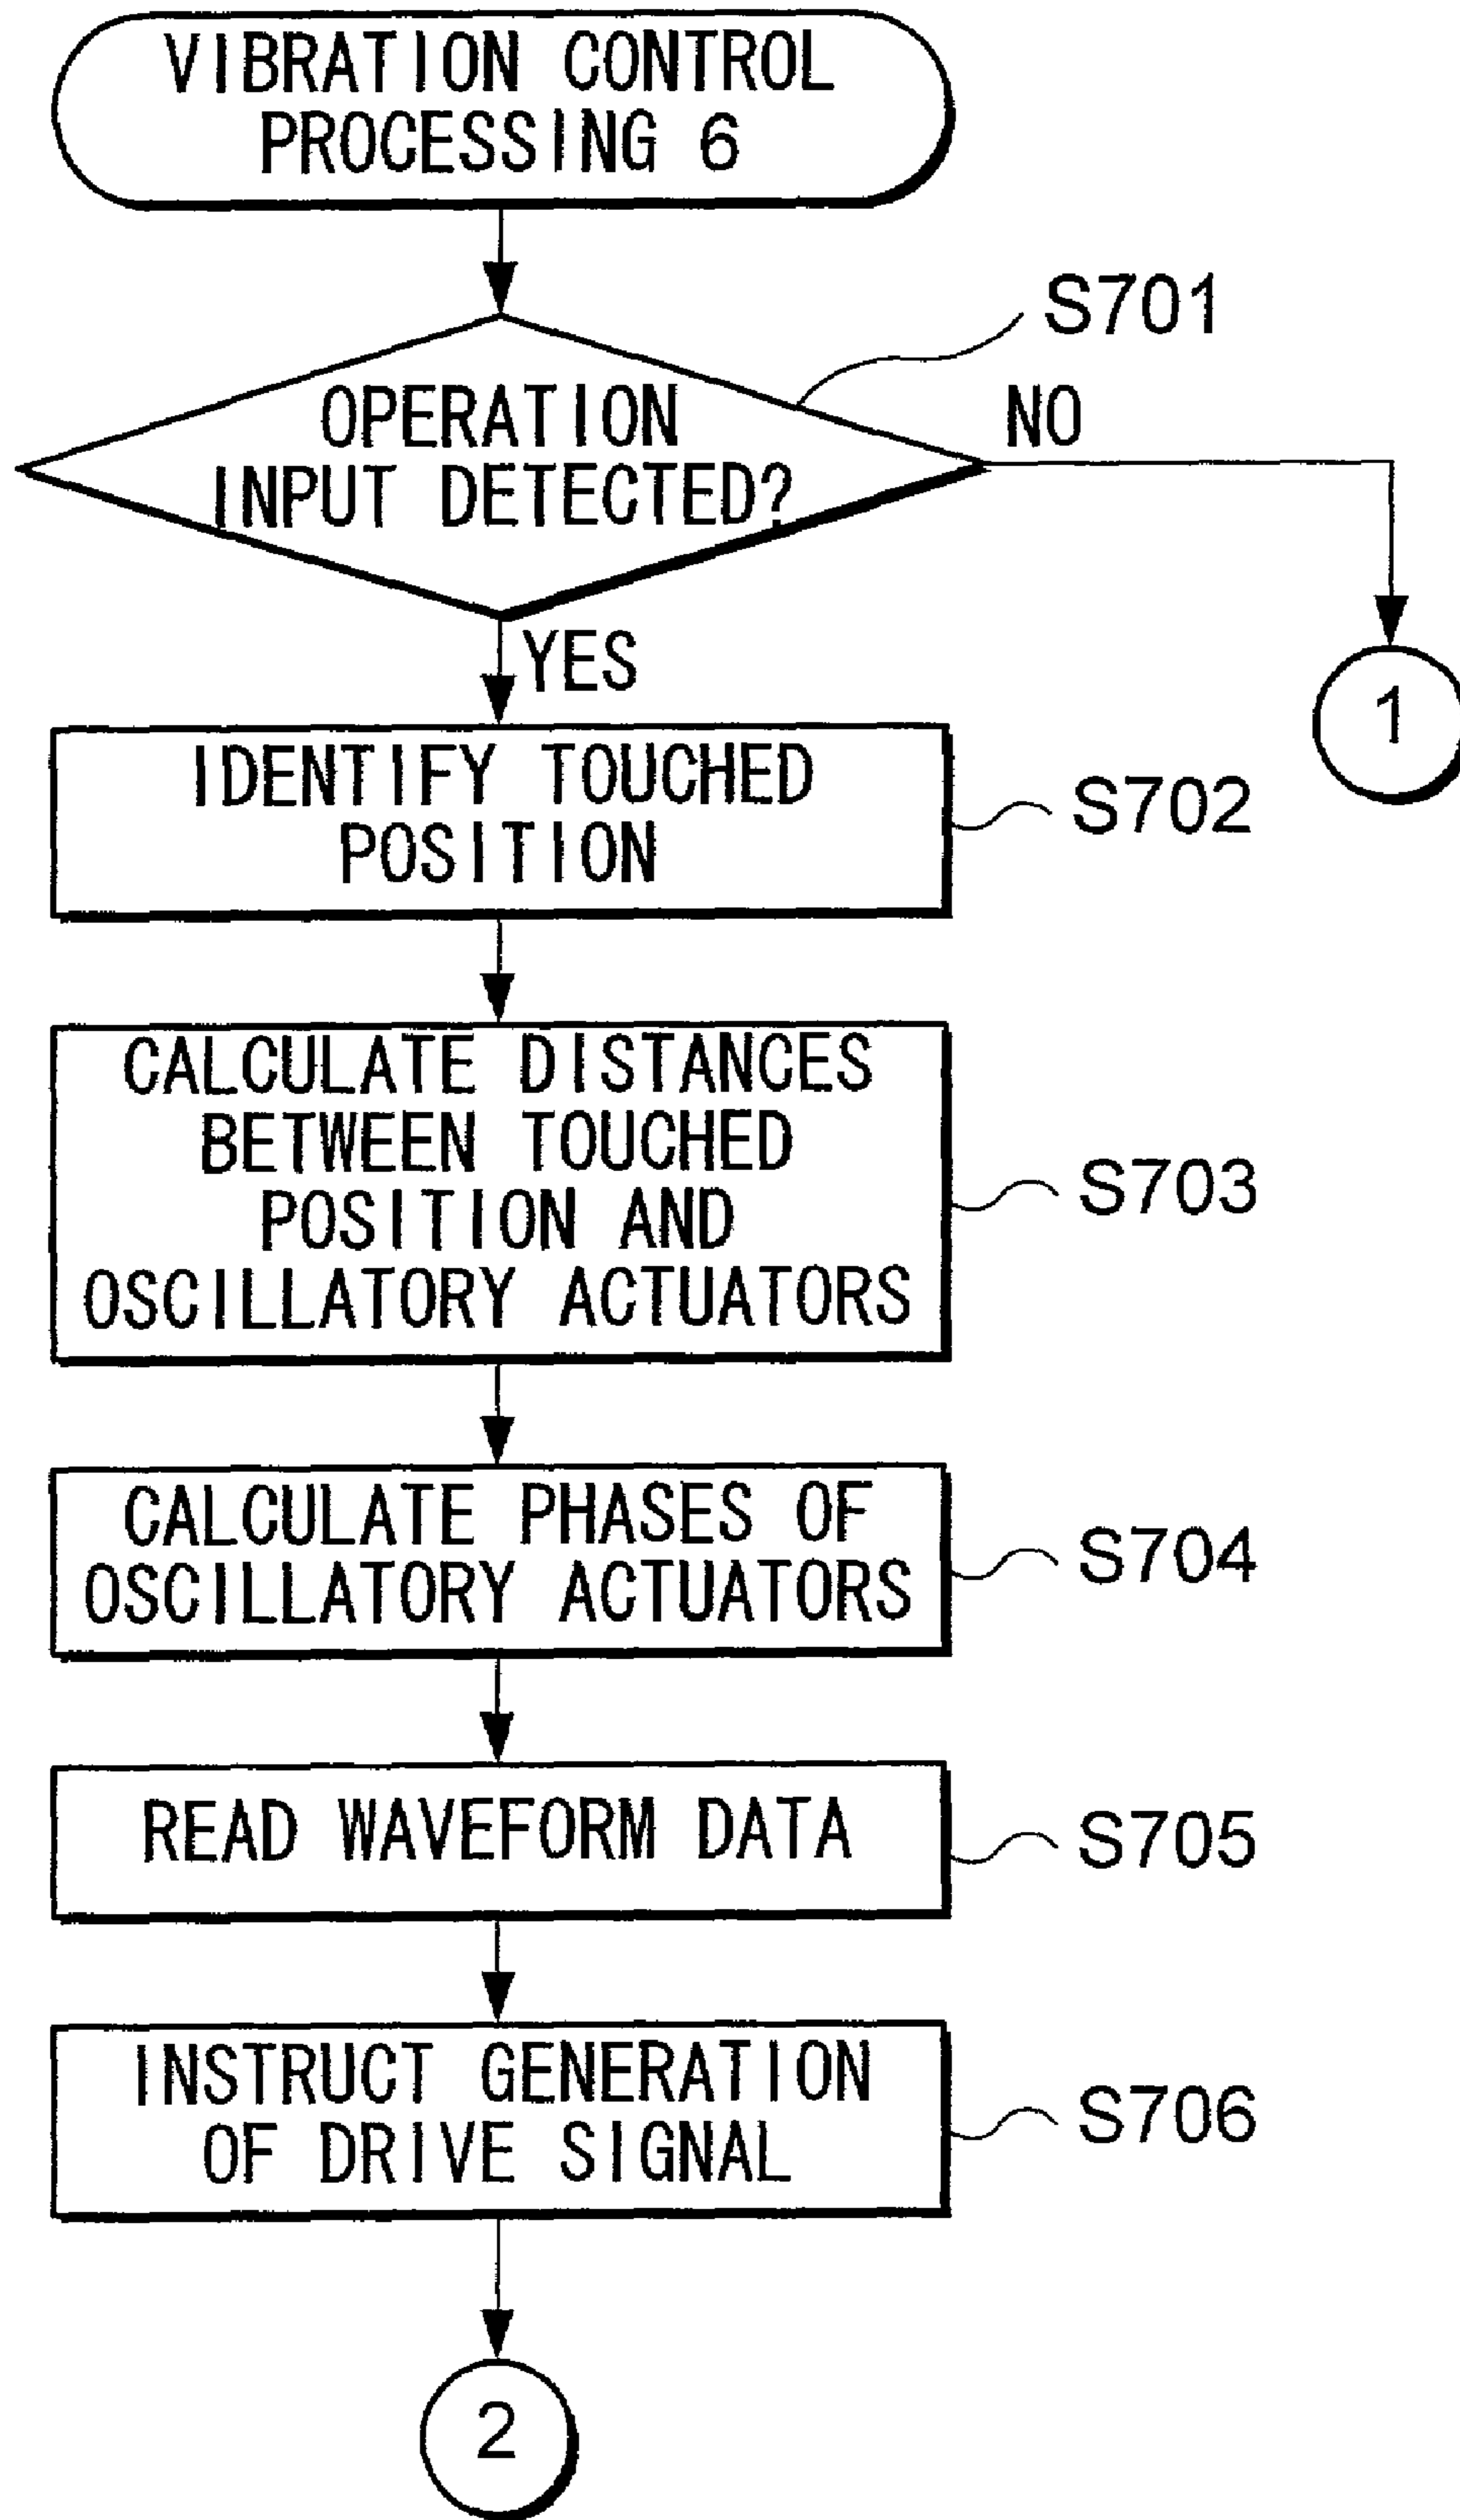 VIBRATION CONTROL
PROCESSING 6
S701
OPERATION
INPUT DETECTED?
NO
YES
1
IDENTIFY TOUCHED
POSITION
S702
CALCULATE DISTANCES
BETWEEN TOUCHED
POSITION AND
OSCILLATORY ACTUATORS
S703
CALCULATE PHASES OF
OSCILLATORY ACTUATORS
S704
READ WAVEFORM DATA
S705
INSTRUCT GENERATION
OF DRIVE SIGNAL
S706
2